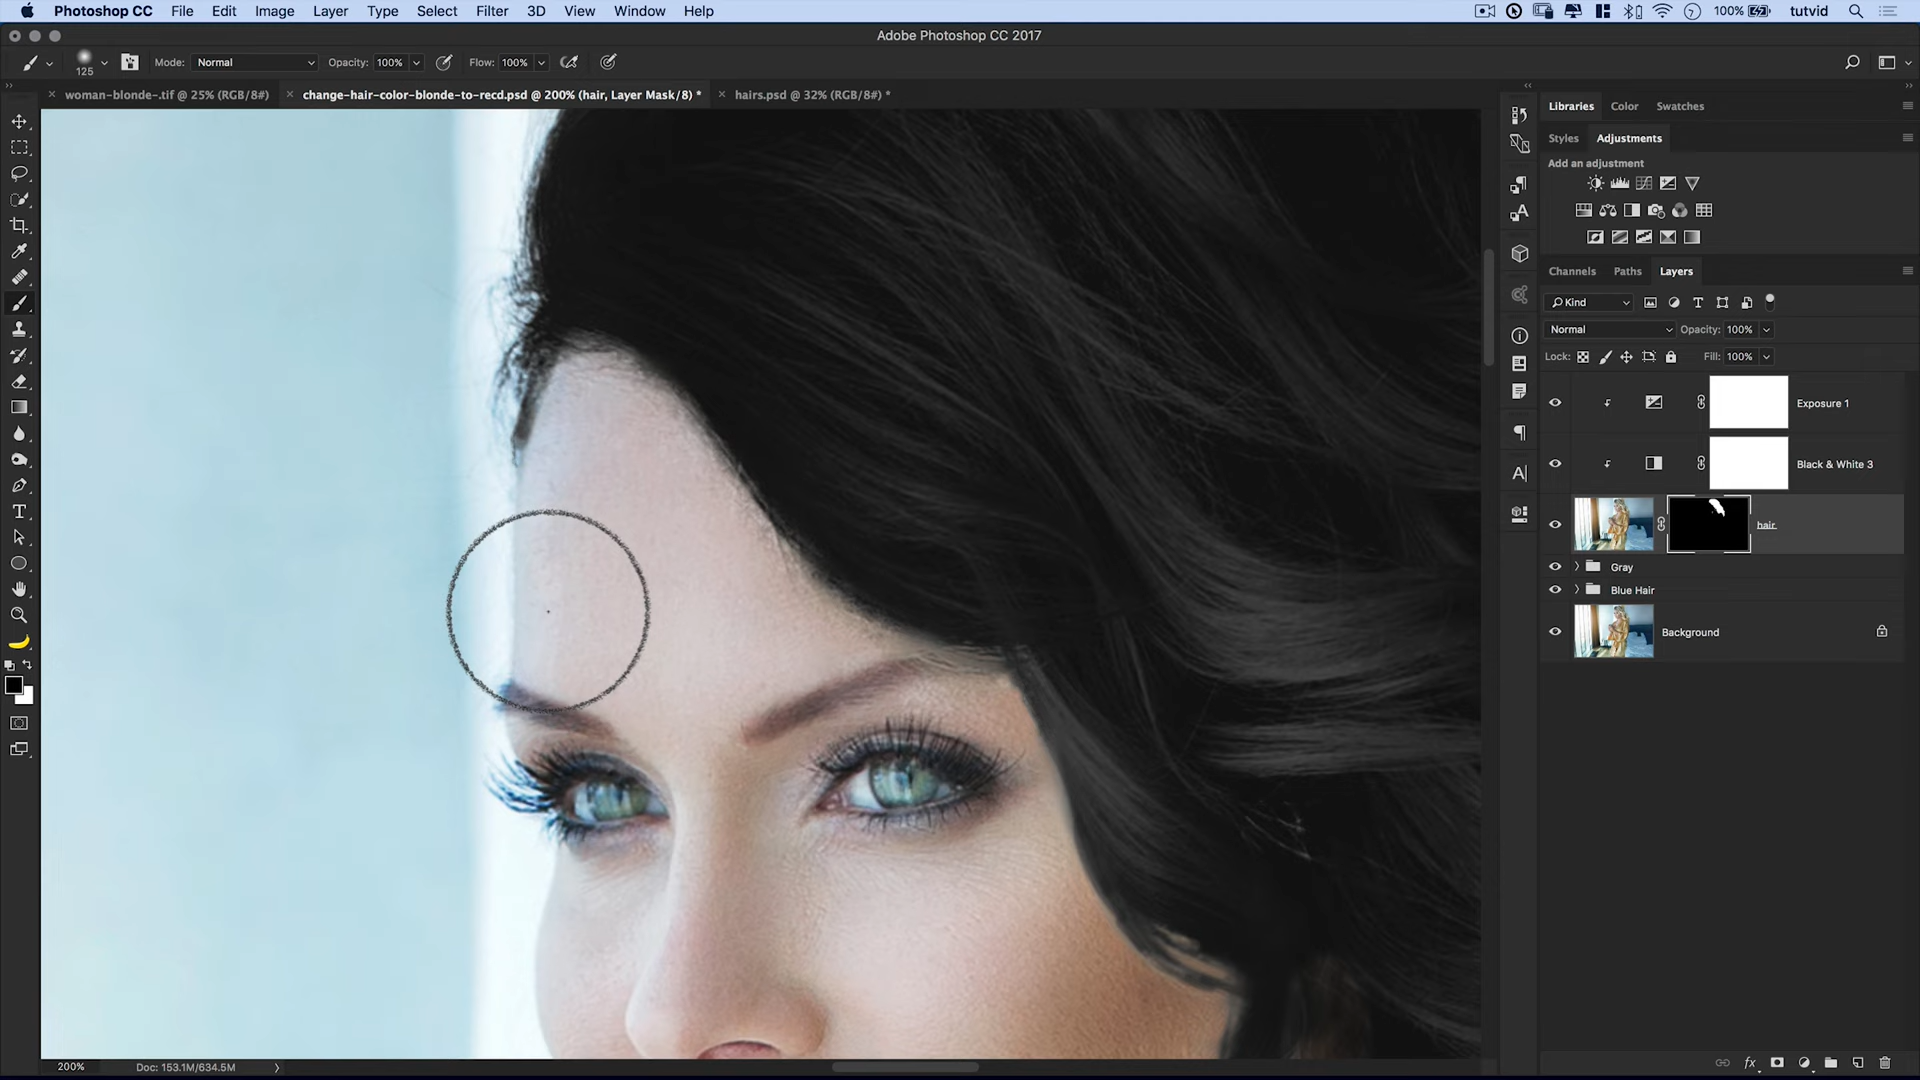 Photoshop CC File Edit Image Layer Type Select Filter 3D View Window Help 100% tutvid
Adobe Photoshop CC 2017
125 Mode: Normal Opacity: 100% Flow: 100%
woman-blonde-.tif @ 25% (RGB/8#) change-hair-color-blonde-to-recd.psd @ 200% (hair, Layer Mask/8) * hairs.psd @ 32% (RGB/8#) *
Libraries Color Swatches
Styles Adjustments
Add an adjustment
Channels Paths Layers
Kind
Normal Opacity: 100%
Lock: Fill: 100%
Exposure 1
Black & White 3
hair
Gray
Blue Hair
Background
200% Doc: 153.1M/634.5M